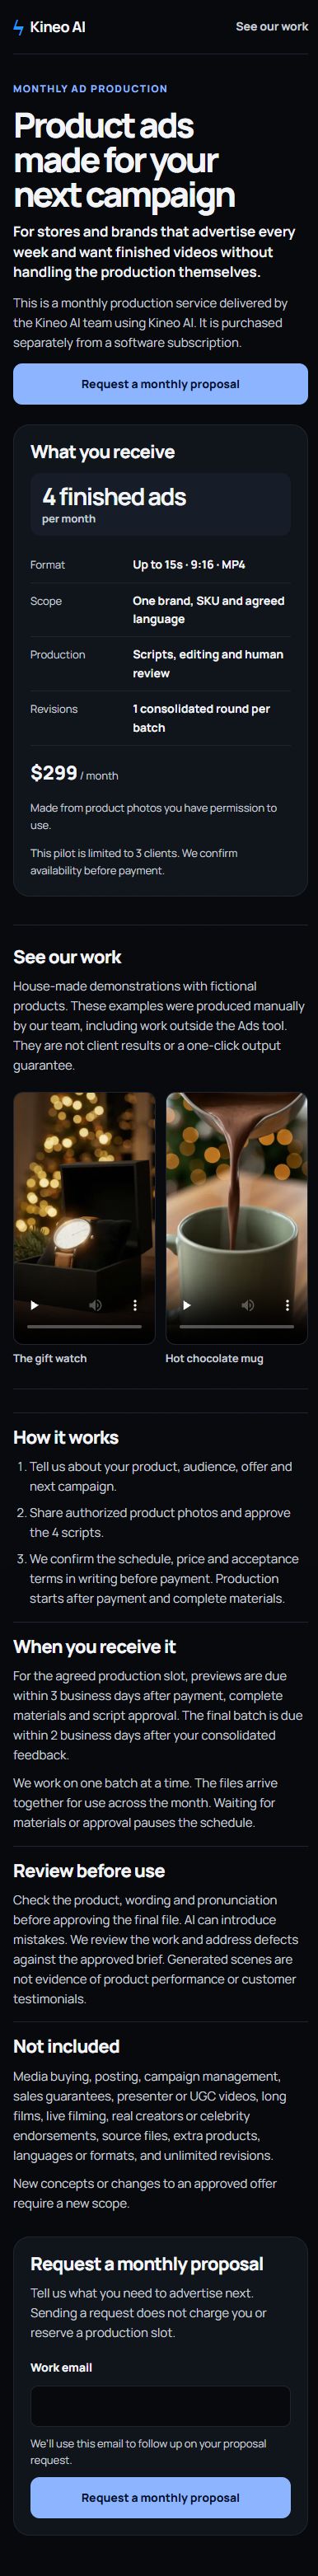 Kineo AI
See our work
MONTHLY AD PRODUCTION
Product ads
made for your
next campaign
For stores and brands that advertise every
week and want finished videos without
handling the production themselves.
This is a monthly production service delivered by
the Kineo AI team using Kineo AI. It is purchased
separately from a software subscription.
Request a monthly proposal
What you receive
4 finished ads
per month
Format Up to 15s · 9:16 · MP4
Scope One brand, SKU and agreed
language
Production Scripts, editing and human
review
Revisions 1 consolidated round per
batch
$299 / month
Made from product photos you have permission to
use.
This pilot is limited to 3 clients. We confirm
availability before payment.
See our work
House-made demonstrations with fictional
products. These examples were produced manually
by our team, including work outside the Ads tool.
They are not client results or a one-click output
guarantee.
The gift watch
Hot chocolate mug
How it works
1. Tell us about your product, audience, offer and
next campaign.
2. Share authorized product photos and approve
the 4 scripts.
3. We confirm the schedule, price and acceptance
terms in writing before payment. Production
starts after payment and complete materials.
When you receive it
For the agreed production slot, previews are due
within 3 business days after payment, complete
materials and script approval. The final batch is due
within 2 business days after your consolidated
feedback.
We work on one batch at a time. The files arrive
together for use across the month. Waiting for
materials or approval pauses the schedule.
Review before use
Check the product, wording and pronunciation
before approving the final file. AI can introduce
mistakes. We review the work and address defects
against the approved brief. Generated scenes are
not evidence of product performance or customer
testimonials.
Not included
Media buying, posting, campaign management,
sales guarantees, presenter or UGC videos, long
films, live filming, real creators or celebrity
endorsements, source files, extra products,
languages or formats, and unlimited revisions.
New concepts or changes to an approved offer
require a new scope.
Request a monthly proposal
Tell us what you need to advertise next.
Sending a request does not charge you or
reserve a production slot.
Work email
We'll use this email to follow up on your proposal
request.
Request a monthly proposal